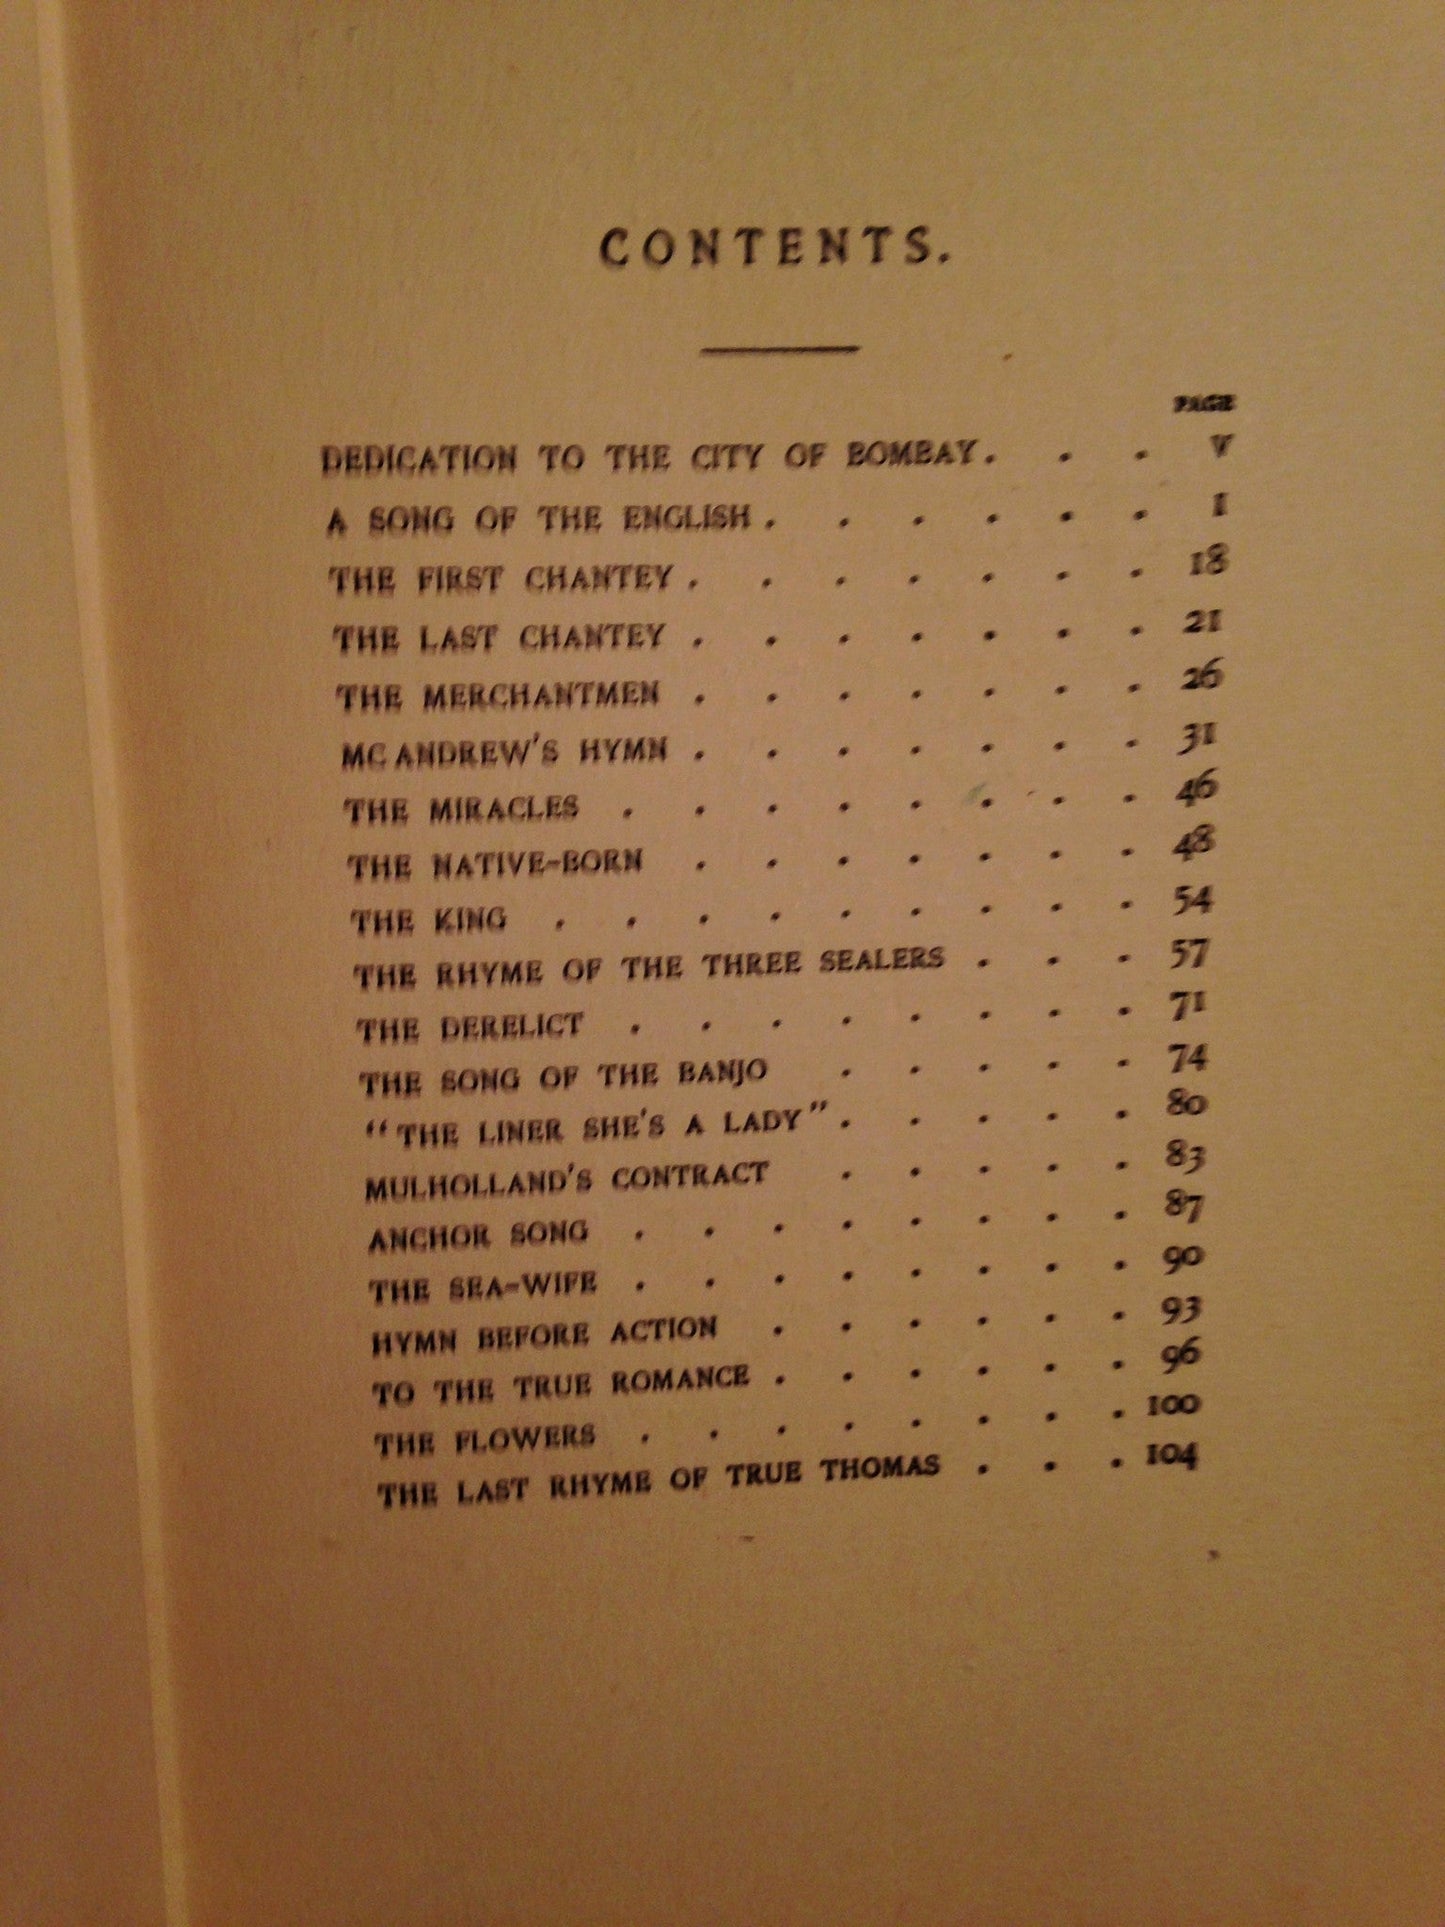 CONTENTS.
PAGE
DEDICATION TO THE CITY OF BOMBAY. . . . V
A SONG OF THE ENGLISH . . . . . . 1
THE FIRST CHANTEY . . . . . . . 18
THE LAST CHANTEY . . . . . . . 21
THE MERCHANTMEN . . . . . . . 26
MCANDREW'S HYMN . . . . . . . 31
THE MIRACLES . . . . . . . . 46
THE NATIVE-BORN . . . . . . . 48
THE KING . . . . . . . . . 54
THE RHYME OF THE THREE SEALERS . . . 57
THE DERELICT . . . . . . . . 71
THE SONG OF THE BANJO . . . . . 74
"THE LINER SHE'S A LADY" . . . . . 80
MULHOLLAND'S CONTRACT . . . . . 83
ANCHOR SONG . . . . . . . . 87
THE SEA-WIFE . . . . . . . . 90
HYMN BEFORE ACTION . . . . . . 93
TO THE TRUE ROMANCE . . . . . . 96
THE FLOWERS . . . . . . . . 100
THE LAST RHYME OF TRUE THOMAS . . . 104